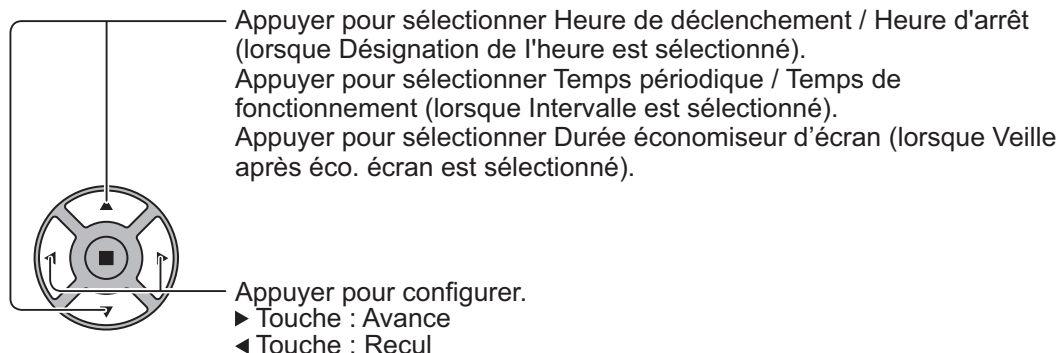 Appuyer pour sélectionner Heure de déclenchement / Heure d'arrêt
(lorsque Désignation de l'heure est sélectionné).
Appuyer pour sélectionner Temps périodique / Temps de
fonctionnement (lorsque Intervalle est sélectionné).
Appuyer pour sélectionner Durée économiseur d’écran (lorsque Veille
après éco. écran est sélectionné).
Appuyer pour configurer.
▶ Touche : Avance
◀ Touche : Recul